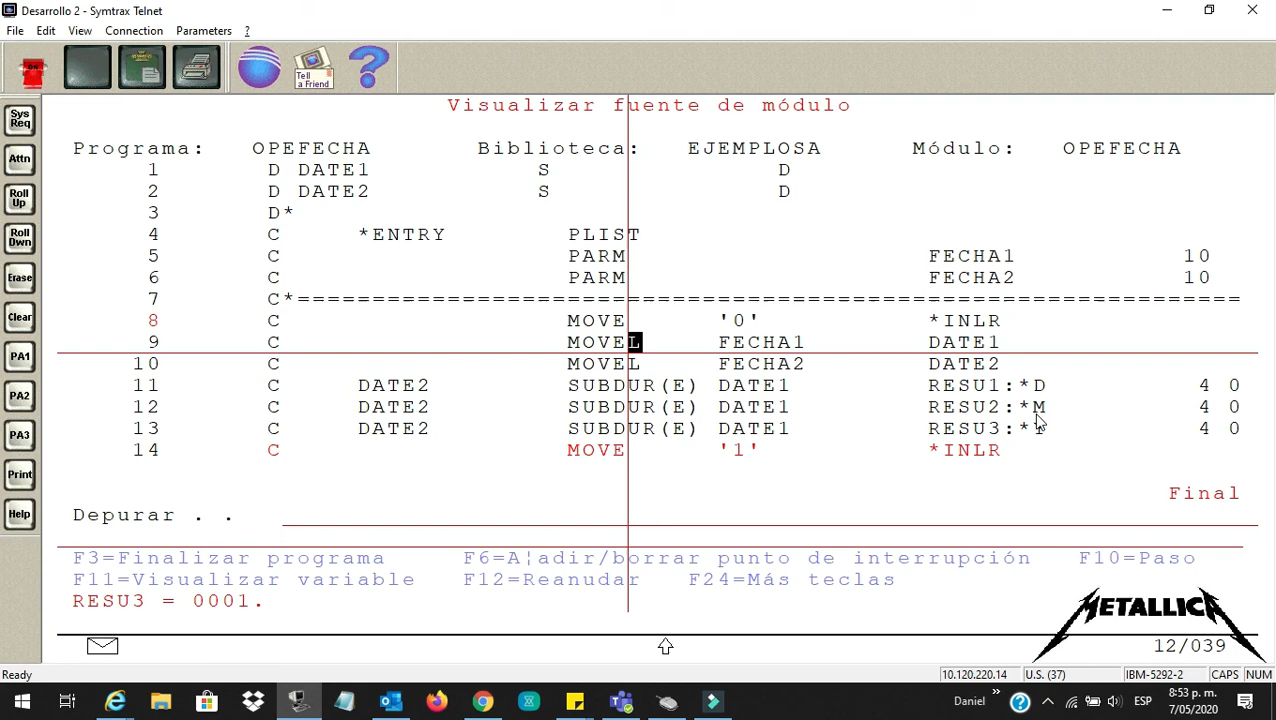 Desarrollo 2 - Symtrax Telnet
File Edit View Connection Parameters ?
ON
Tell a Friend
Sys Req
Attn
Roll Up
Roll Dwn
Erase
Clear
PA1
PA2
PA3
Print
Help
Visualizar fuente de módulo
Programa: OPEFECHA Biblioteca: EJEMPLOSA Módulo: OPEFECHA
1 D DATE1 S D
2 D DATE2 S D
3 D*
4 C *ENTRY PLIST
5 C PARM FECHA1 10
6 C PARM FECHA2 10
7 C*==================================================================
8 C MOVE '0' *INLR
9 C MOVEL FECHA1 DATE1
10 C MOVEL FECHA2 DATE2
11 C DATE2 SUBDUR(E) DATE1 RESU1:*D 4 0
12 C DATE2 SUBDUR(E) DATE1 RESU2:*M 4 0
13 C DATE2 SUBDUR(E) DATE1 RESU3:*Y 4 0
14 C MOVE '1' *INLR
Final
Depurar . .
F3=Finalizar programa F6=A¦adir/borrar punto de interrupción F10=Paso
F11=Visualizar variable F12=Reanudar F24=Más teclas
RESU3 = 0001.
METALLICA
12/039
Ready 10.120.220.14 U.S. (37) IBM-5292-2 CAPS NUM
Daniel ESP 8:53 p. m.
7/05/2020